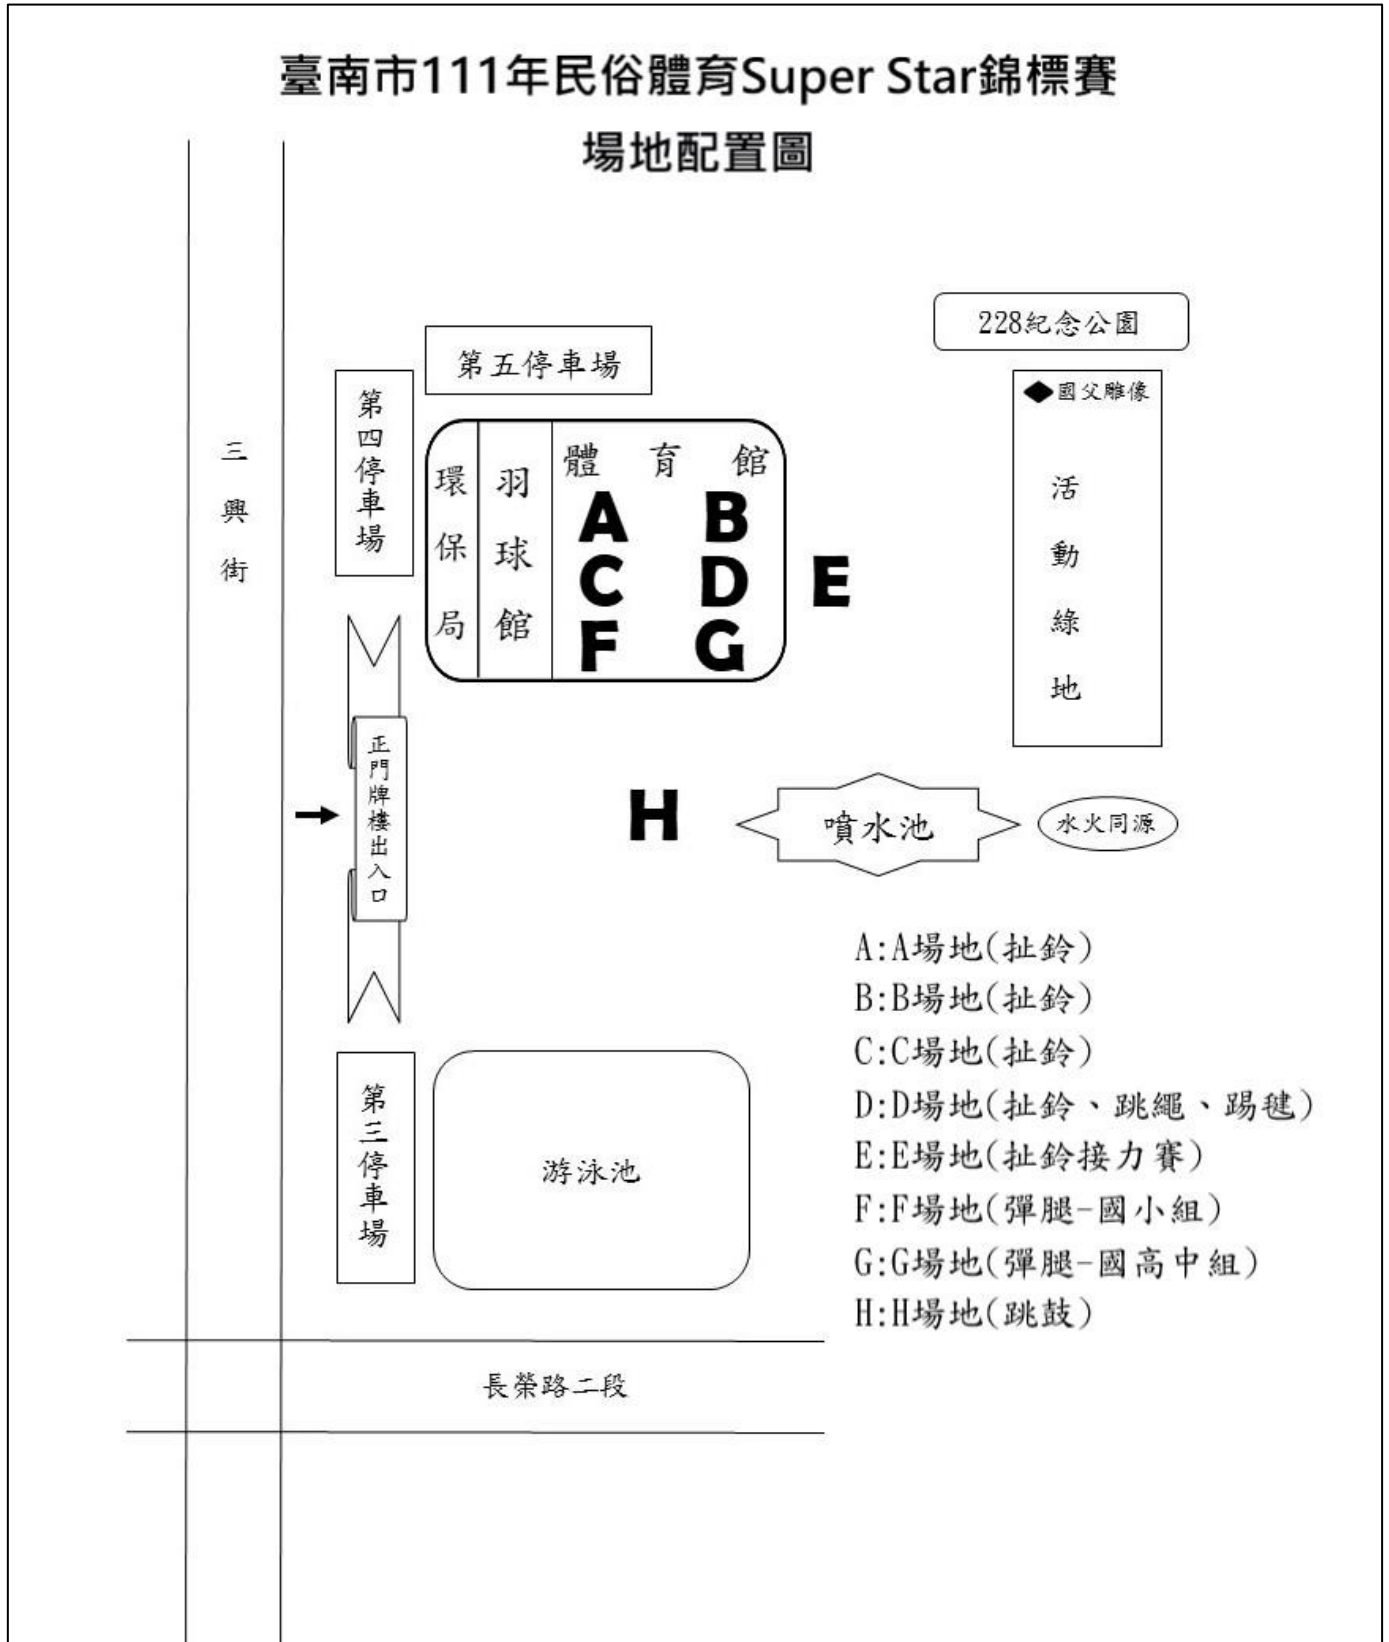 臺南市111年民俗體育Super Star錦標賽
場地配置圖
228紀念公園
第五停車場
第四停車場
◆國父雕像
活動綠地
三興街
環保局
羽球館
體育館
A B
C D E
F G
正門牌樓出入口
H
噴水池
水火同源
A:A場地(扯鈴)
B:B場地(扯鈴)
C:C場地(扯鈴)
D:D場地(扯鈴、跳繩、踢毽)
E:E場地(扯鈴接力賽)
F:F場地(彈腿-國小組)
G:G場地(彈腿-國高中組)
H:H場地(跳鼓)
第三停車場
游泳池
長榮路二段